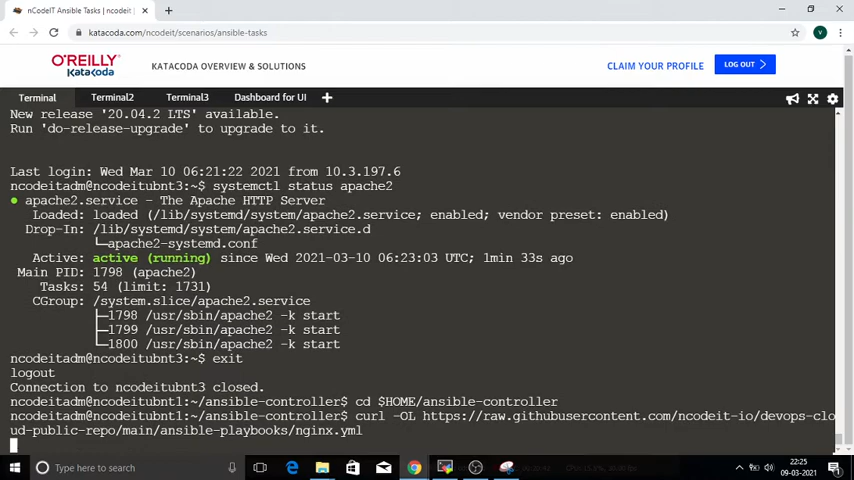 nCodeIT Ansible Tasks | ncodeit |
katacoda.com/ncodeit/scenarios/ansible-tasks
V
O'REILLY
Katacoda
KATACODA OVERVIEW & SOLUTIONS
CLAIM YOUR PROFILE
LOG OUT
Terminal Terminal2 Terminal3 Dashboard for UI
New release '20.04.2 LTS' available.
Run 'do-release-upgrade' to upgrade to it.
Last login: Wed Mar 10 06:21:22 2021 from 10.3.197.6
ncodeitadm@ncodeitubnt3:~$ systemctl status apache2
● apache2.service - The Apache HTTP Server
Loaded: loaded (/lib/systemd/system/apache2.service; enabled; vendor preset: enabled)
Drop-In: /lib/systemd/system/apache2.service.d
└─apache2-systemd.conf
Active: active (running) since Wed 2021-03-10 06:23:03 UTC; 1min 33s ago
Main PID: 1798 (apache2)
Tasks: 54 (limit: 1731)
CGroup: /system.slice/apache2.service
├─1798 /usr/sbin/apache2 -k start
├─1799 /usr/sbin/apache2 -k start
└─1800 /usr/sbin/apache2 -k start
ncodeitadm@ncodeitubnt3:~$ exit
logout
Connection to ncodeitubnt3 closed.
ncodeitadm@ncodeitubnt1:~/ansible-controller$ cd $HOME/ansible-controller
ncodeitadm@ncodeitubnt1:~/ansible-controller$ curl -OL https://raw.githubusercontent.com/ncodeit-io/devops-clo
ud-public-repo/main/ansible-playbooks/nginx.yml
Type here to search
22:25
09-03-2021